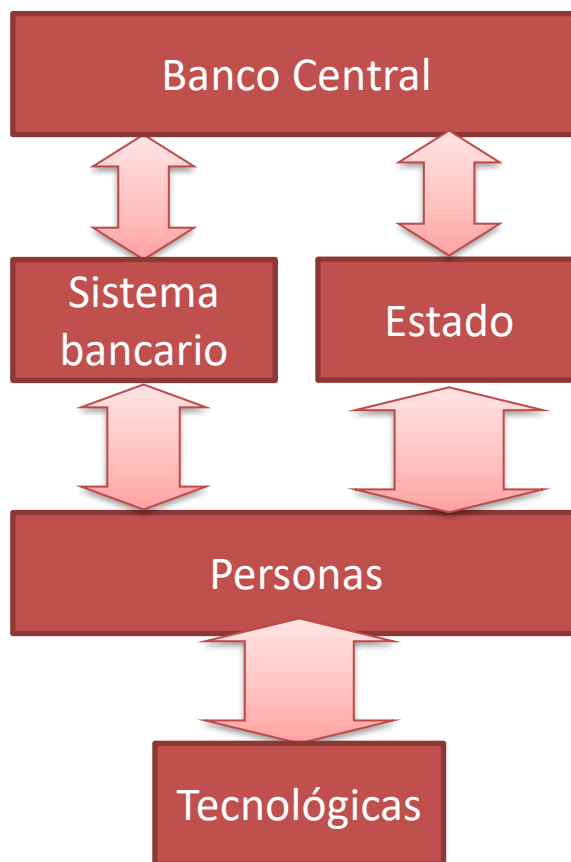 Banco Central
Sistema
bancario
Estado
Personas
Tecnológicas